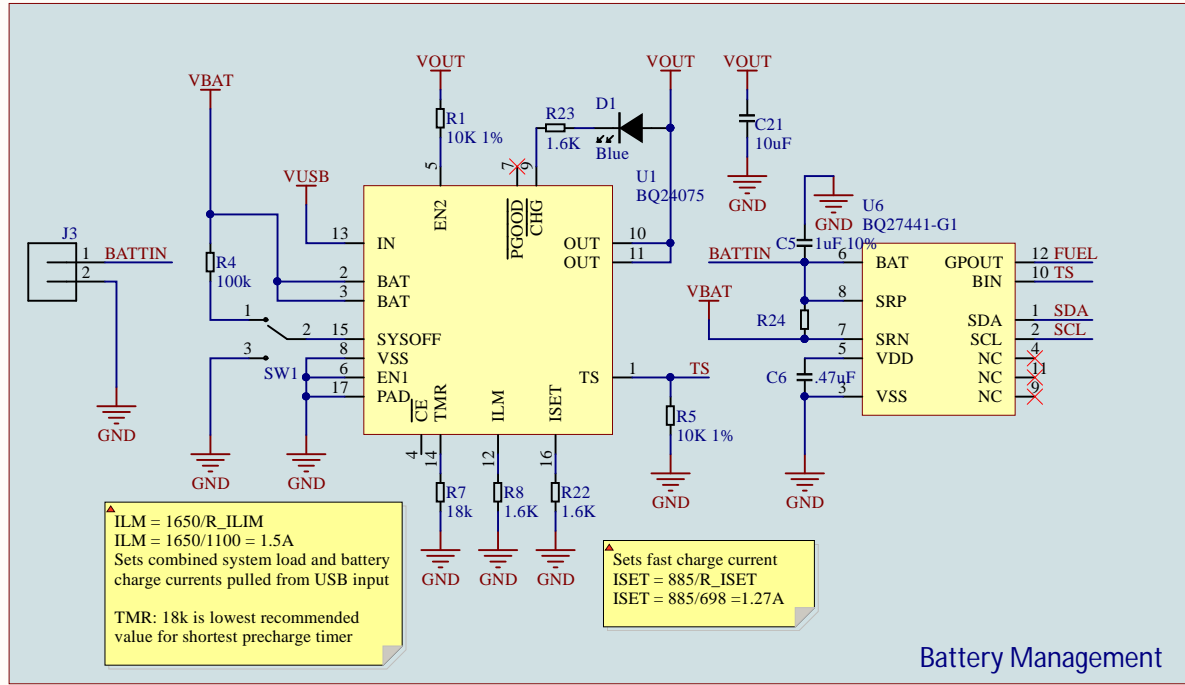 VOUT
VOUT
VOUT
VBAT
R1
10K 1%
R23
1.6K
D1
Blue
C21
10uF
GND
VUSB
5
7
9
U1
BQ24075
EN2
PGOOD
CHG
GND
U6
BQ27441-G1
J3
1
BATTIN
2
R4
100k
13
IN
OUT
10
OUT
11
2
BAT
3
BAT
BATTIN
C5
1uF 10%
6
BAT
GPOUT
12
FUEL
BIN
10
TS
VBAT
8
SRP
1
2
15
SYSOFF
R24
7
SRN
SDA
1
SDA
SCL
2
SCL
3
SW1
8
VSS
6
EN1
17
PAD
TS
1
TS
5
VDD
NC
4
C6
.47uF
NC
11
3
VSS
NC
9
CE
TMR
ILM
ISET
R5
10K 1%
GND
GND
GND
4
14
12
16
GND
GND
R7
18k
R8
1.6K
R22
1.6K
GND
GND
GND
ILM = 1650/R_ILIM
ILM = 1650/1100 = 1.5A
Sets combined system load and battery
charge currents pulled from USB input
TMR: 18k is lowest recommended
value for shortest precharge timer
Sets fast charge current
ISET = 885/R_ISET
ISET = 885/698 =1.27A
Battery Management